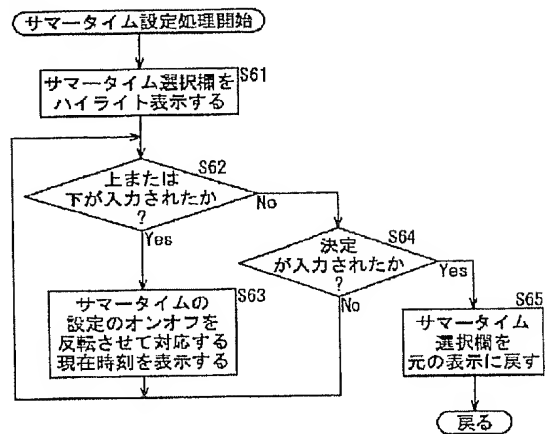 サマータイム設定処理開始
S61
サマータイム選択欄を
ハイライト表示する
S62
上または
下が入力されたか
?
No
Yes
S64
決定
が入力されたか
?
Yes
No
S63
サマータイムの
設定のオンオフを
反転させて対応する
現在時刻を表示する
S65
サマータイム
選択欄を
元の表示に戻す
戻る